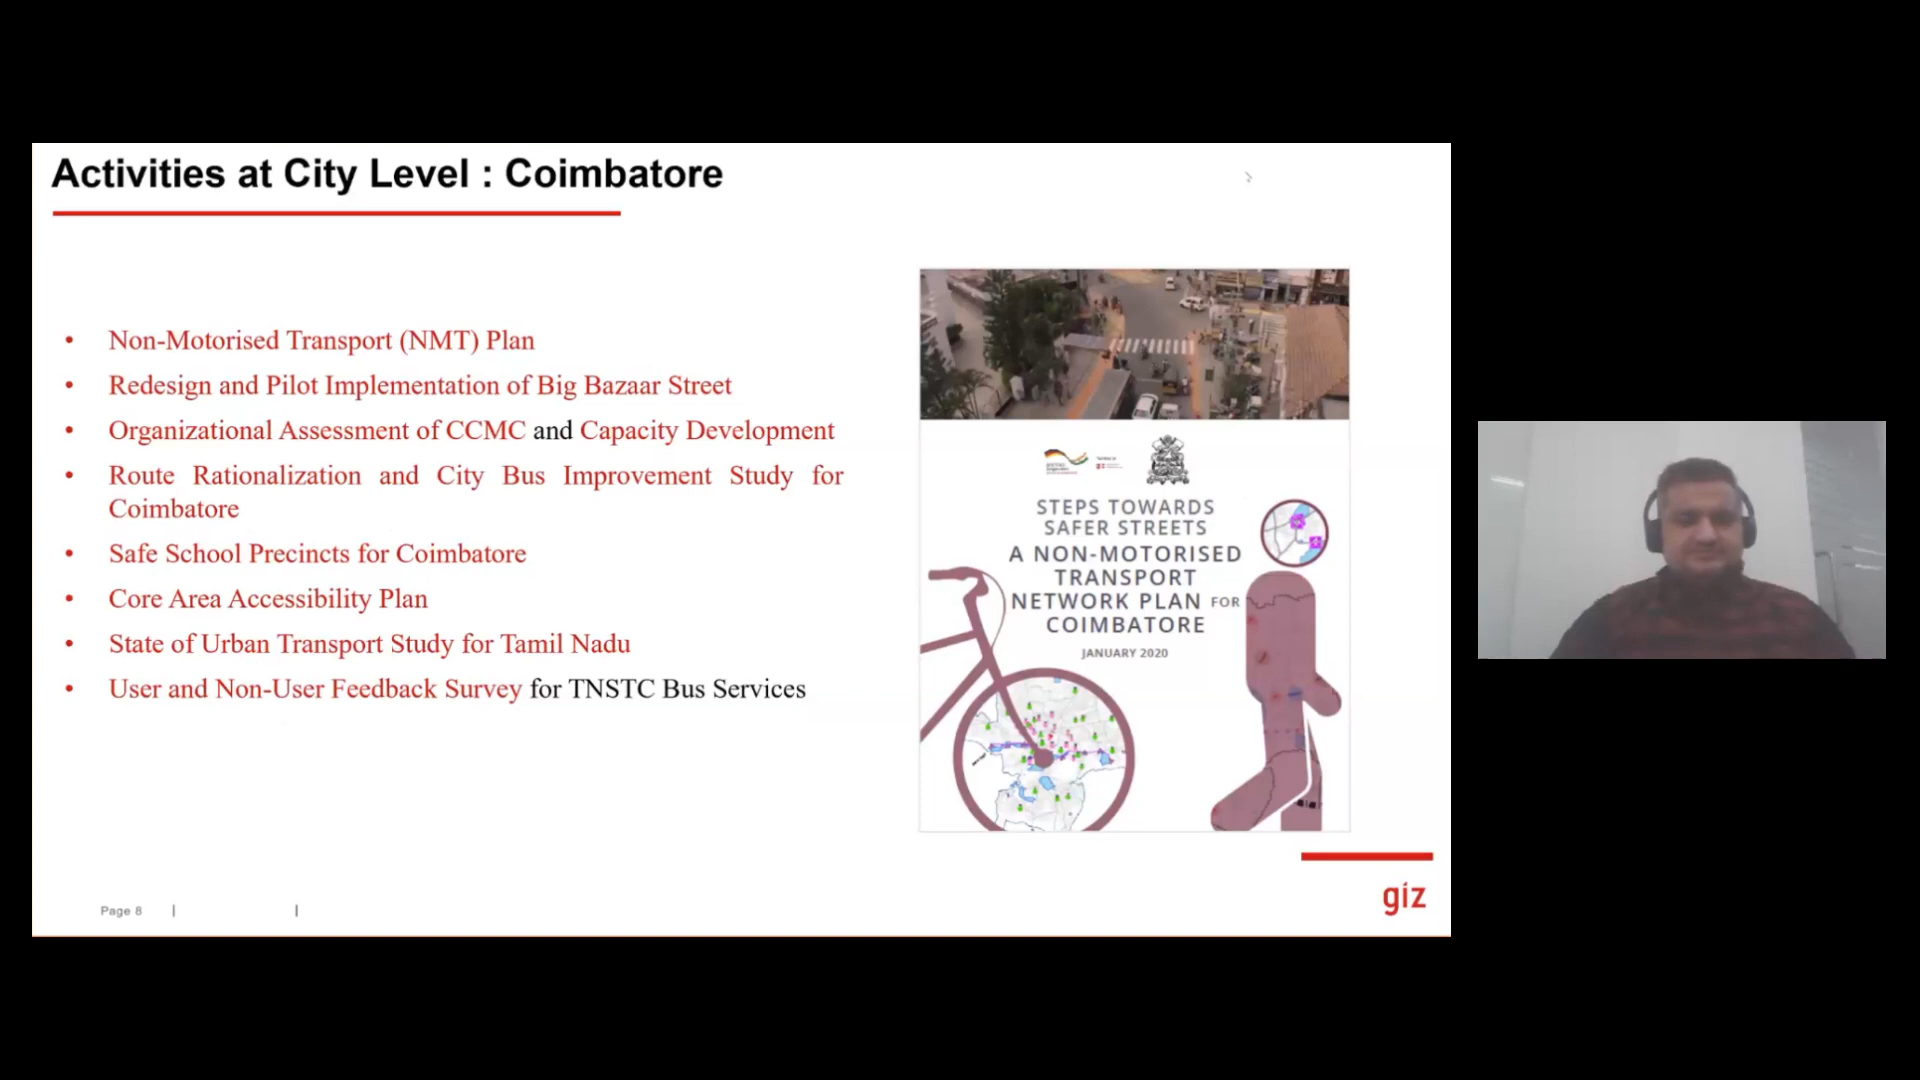 Activities at City Level : Coimbatore
• Non-Motorised Transport (NMT) Plan
• Redesign and Pilot Implementation of Big Bazaar Street
• Organizational Assessment of CCMC and Capacity Development
• Route Rationalization and City Bus Improvement Study for
Coimbatore
• Safe School Precincts for Coimbatore
• Core Area Accessibility Plan
• State of Urban Transport Study for Tamil Nadu
• User and Non-User Feedback Survey for TNSTC Bus Services
STEPS TOWARDS
SAFER STREETS
A NON-MOTORISED
TRANSPORT
NETWORK PLAN FOR
COIMBATORE
JANUARY 2020
Page 8
giz